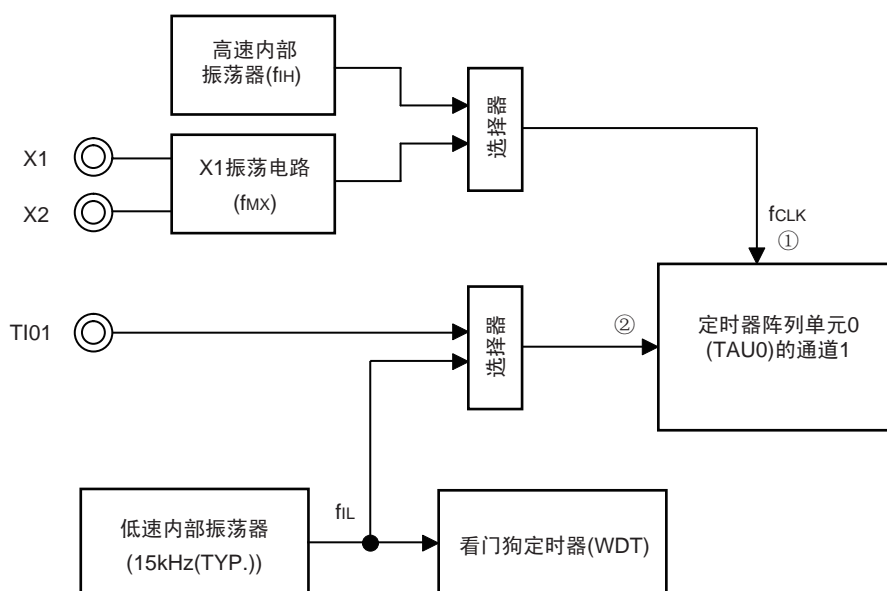 高速内部
振荡器(fIH)
选择器
X1
X1振荡电路
(fMX)
X2
fCLK
①
TI01
选择器
②
定时器阵列单元0
(TAU0)的通道1
低速内部振荡器
(15kHz(TYP.))
fIL
看门狗定时器(WDT)